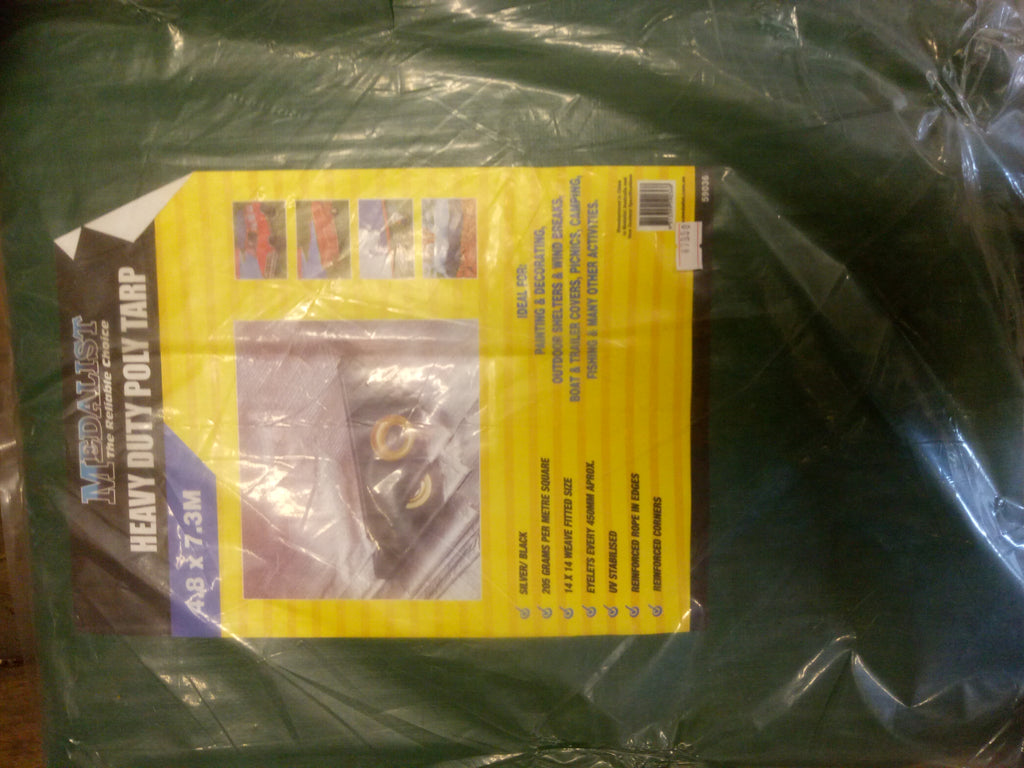 MEDALIST
The Reliable Choice
HEAVY DUTY POLY TARP
4.8 X 7.3M
IDEAL FOR:
PAINTING & DECORATING,
OUTDOOR SHELTERS & WIND BREAKS,
BOAT & TRAILER COVERS, PICNICS, CAMPING,
FISHING & MANY OTHER ACTIVITIES.
SILVER/ BLACK
205 GRAMS PER METRE SQUARE
14 X 14 WEAVE FITTED SIZE
EYELETS EVERY 450MM APROX.
UV STABILISED
REINFORCED ROPE IN EDGES
REINFORCED CORNERS
59036